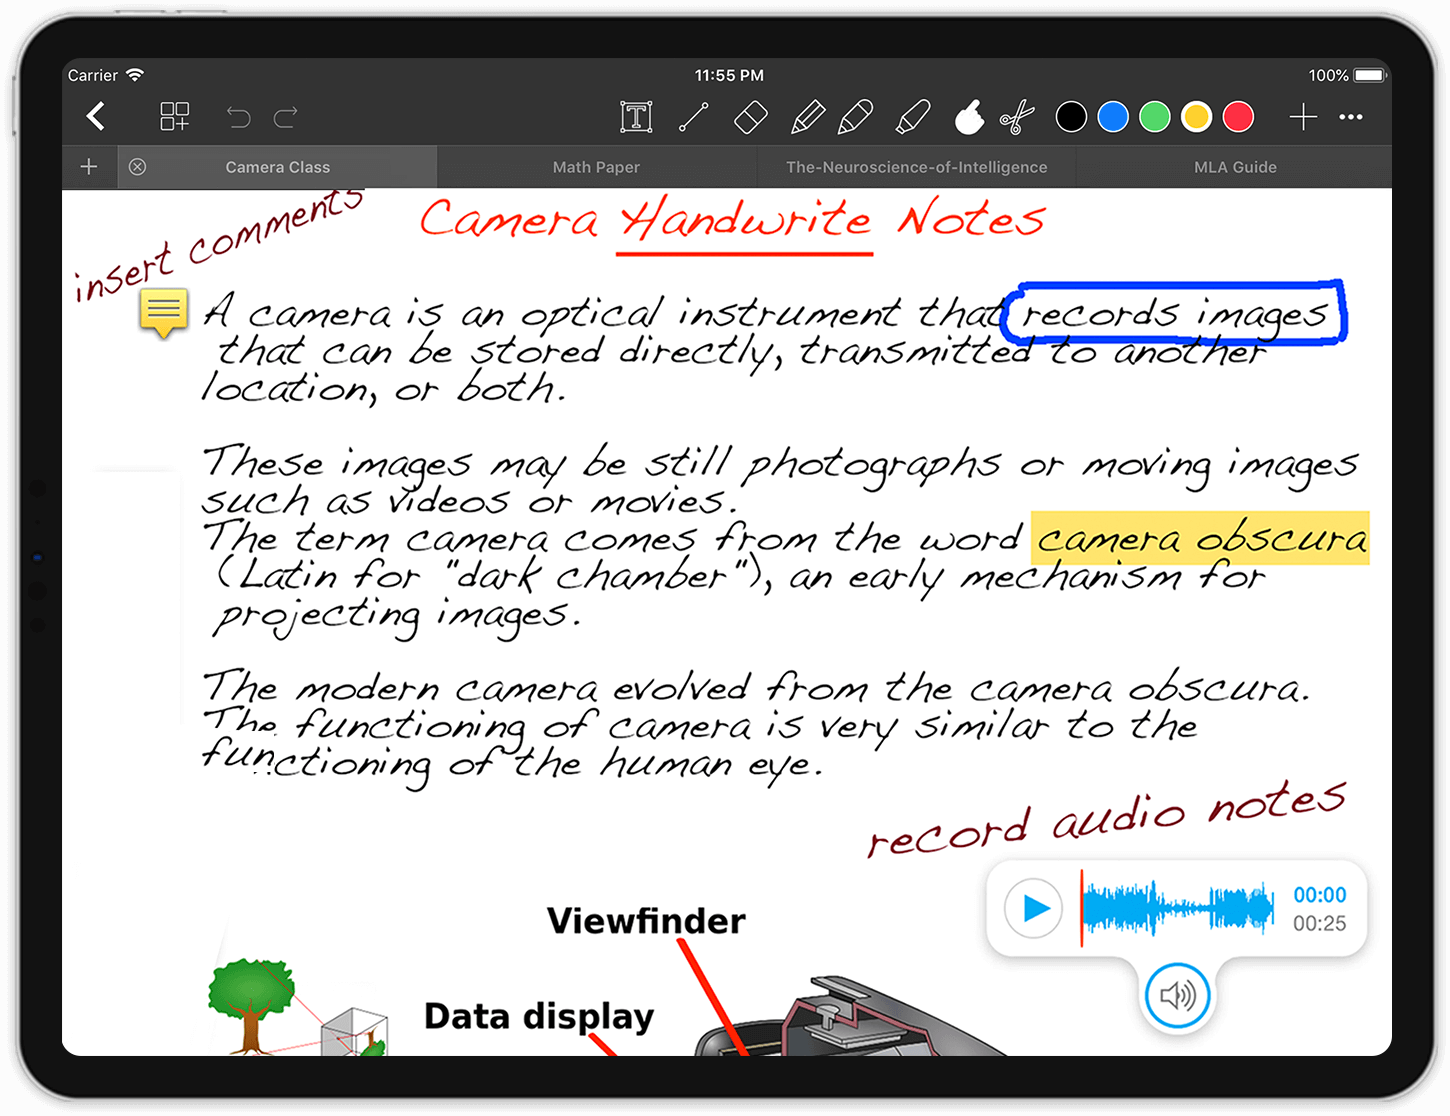 Carrier 11:55 PM 100%
T
Camera Class Math Paper The-Neuroscience-of-Intelligence MLA Guide
insert comments
Camera Handwrite Notes
A camera is an optical instrument that records images
that can be stored directly, transmitted to another
location, or both.
These images may be still photographs or moving images
such as videos or movies.
The term camera comes from the word camera obscura
(Latin for "dark chamber"), an early mechanism for
projecting images.
The modern camera evolved from the camera obscura.
The functioning of camera is very similar to the
functioning of the human eye.
record audio notes
00:00
00:25
Viewfinder
Data display